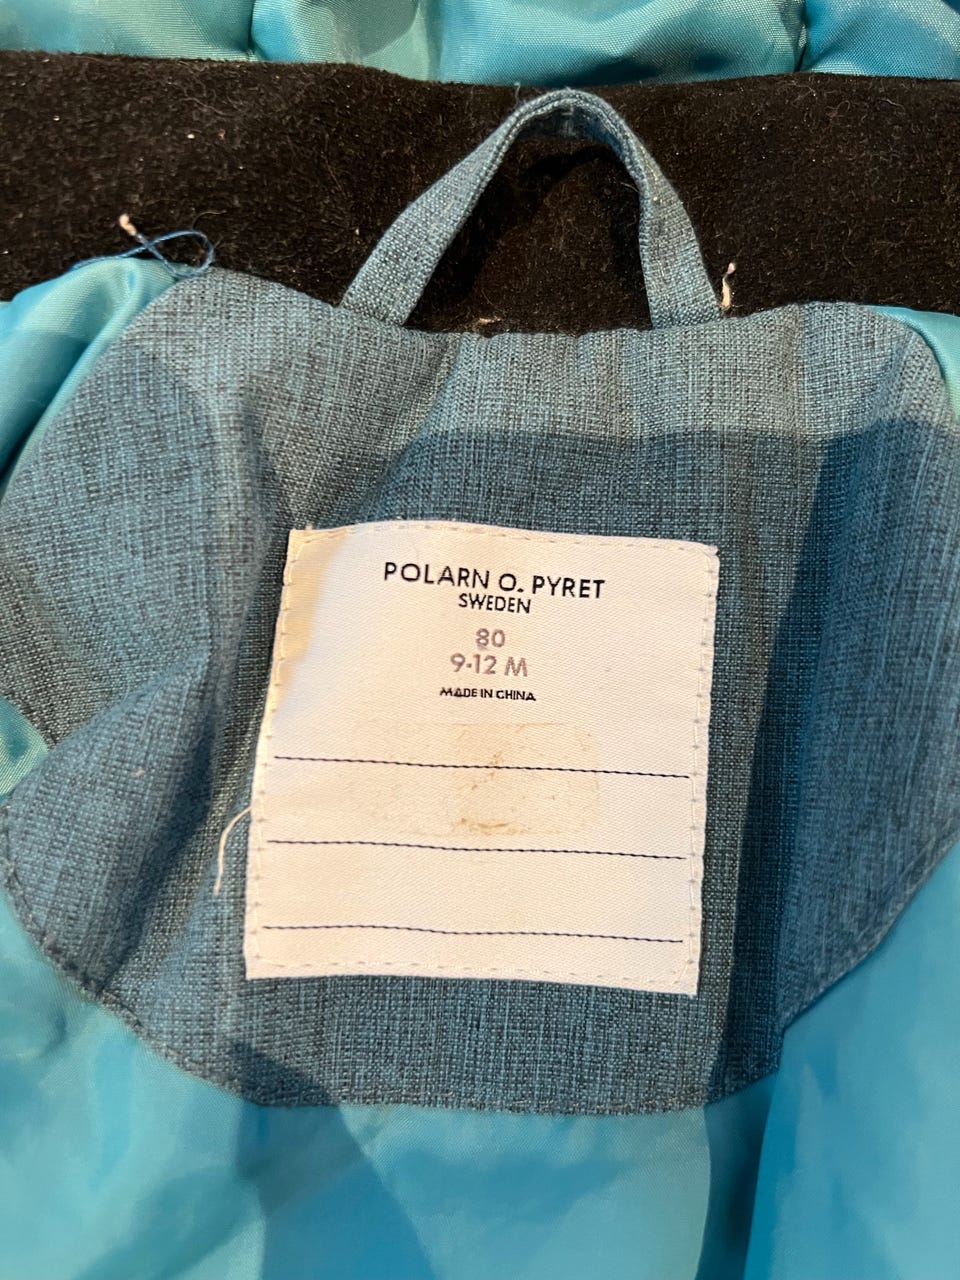 POLARN O. PYRET
SWEDEN
80
9-12 M
MADE IN CHINA